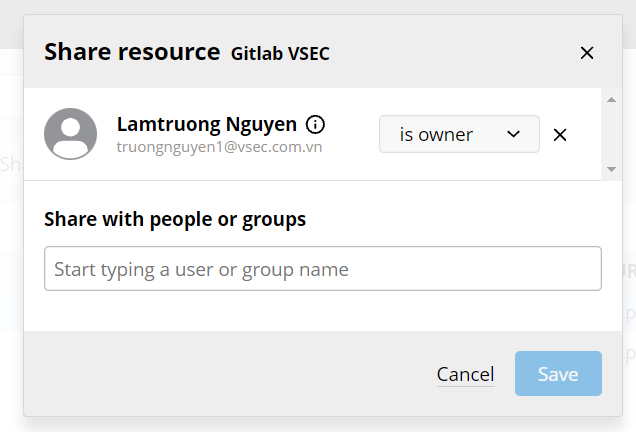 Share resource Gitlab VSEC
Lamtruong Nguyen
truongnguyen1@vsec.com.vn
is owner
Share with people or groups
Start typing a user or group name
Cancel
Save